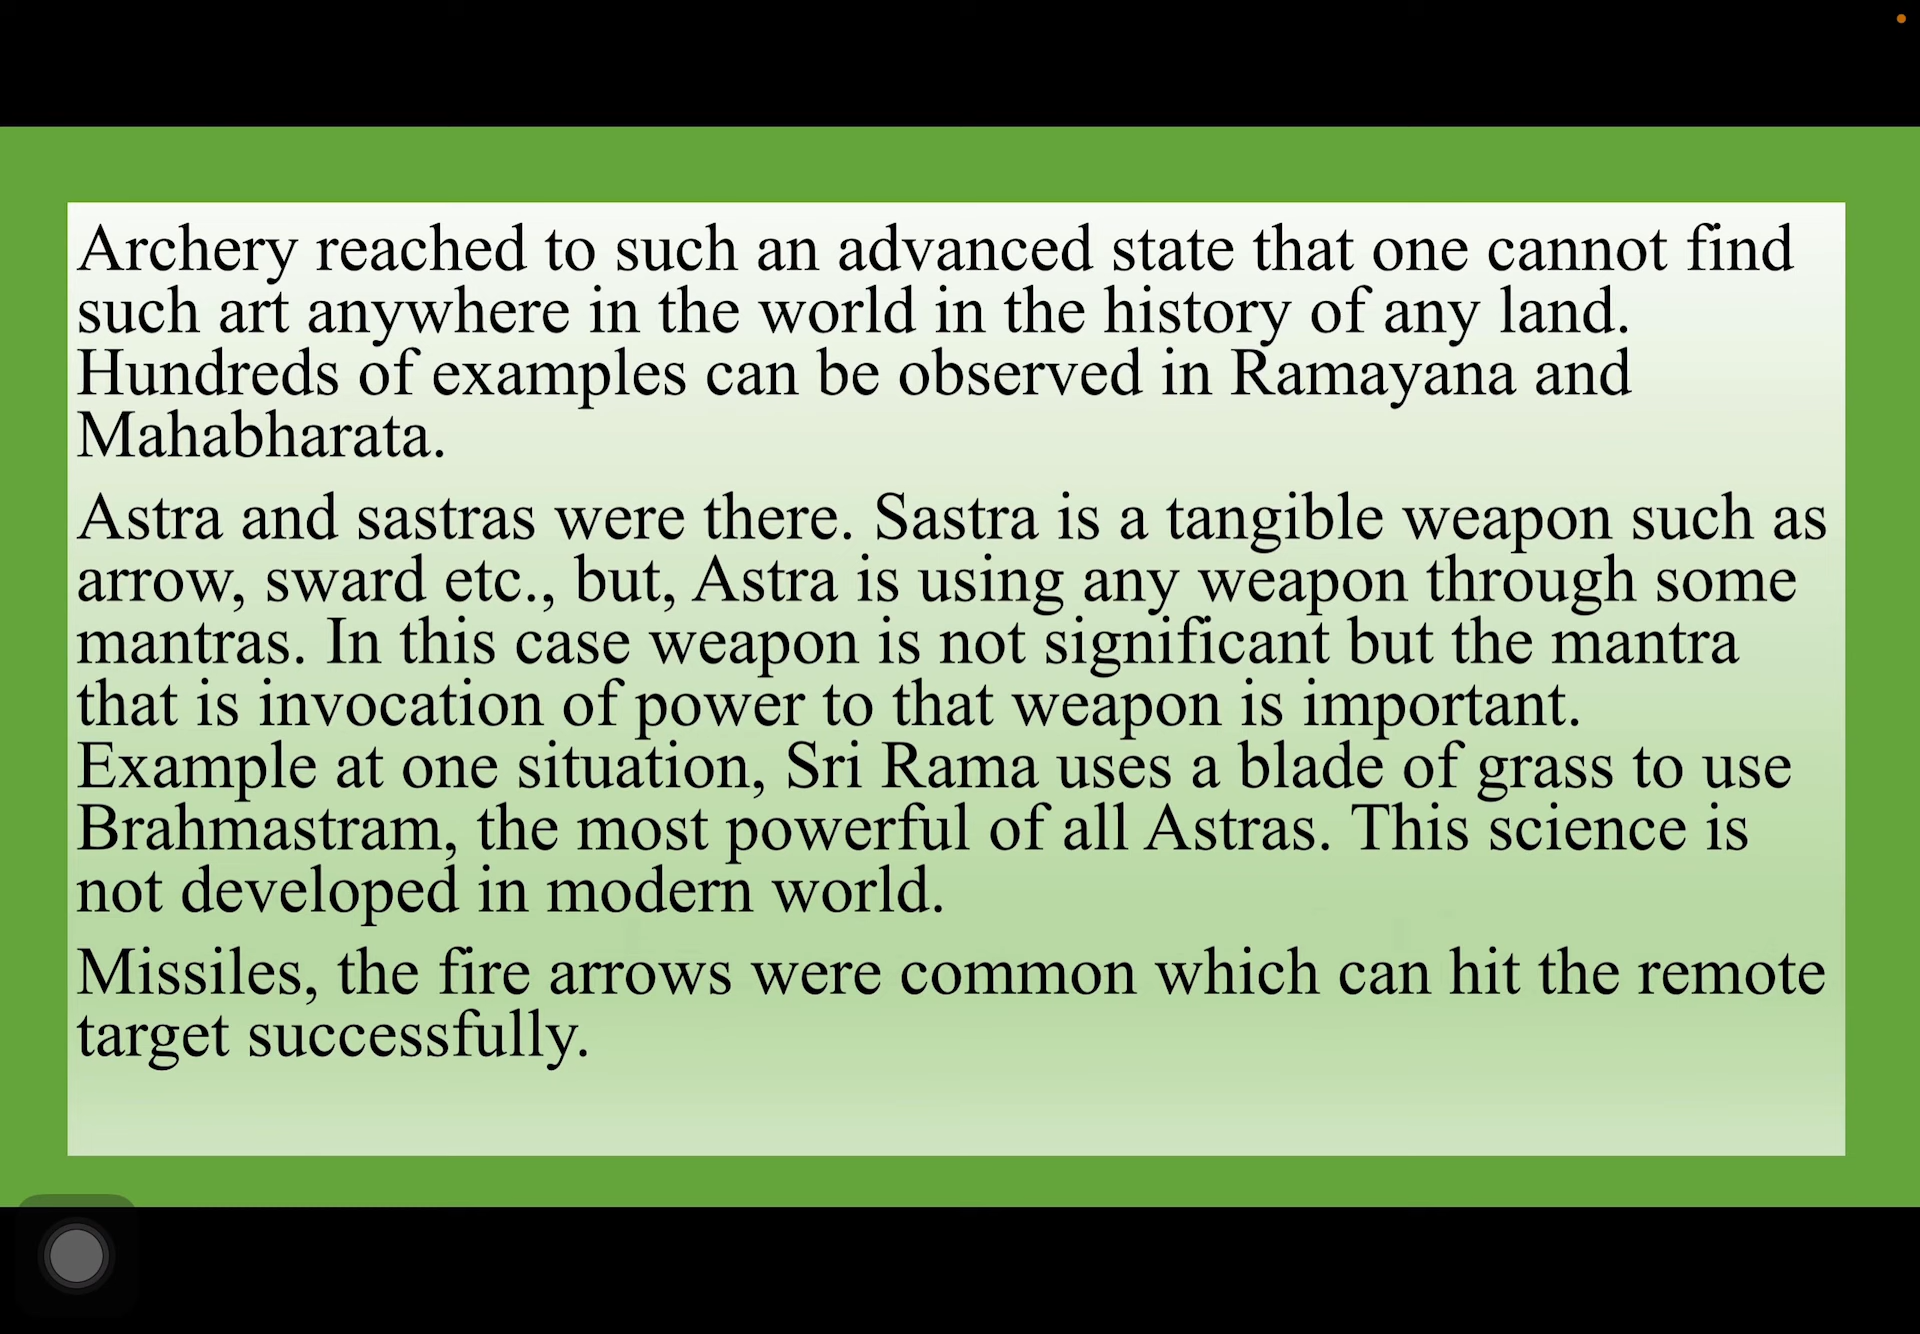 Archery reached to such an advanced state that one cannot find
such art anywhere in the world in the history of any land.
Hundreds of examples can be observed in Ramayana and
Mahabharata.
Astra and sastras were there. Sastra is a tangible weapon such as
arrow, sward etc., but, Astra is using any weapon through some
mantras. In this case weapon is not significant but the mantra
that is invocation of power to that weapon is important.
Example at one situation, Sri Rama uses a blade of grass to use
Brahmastram, the most powerful of all Astras. This science is
not developed in modern world.
Missiles, the fire arrows were common which can hit the remote
target successfully.